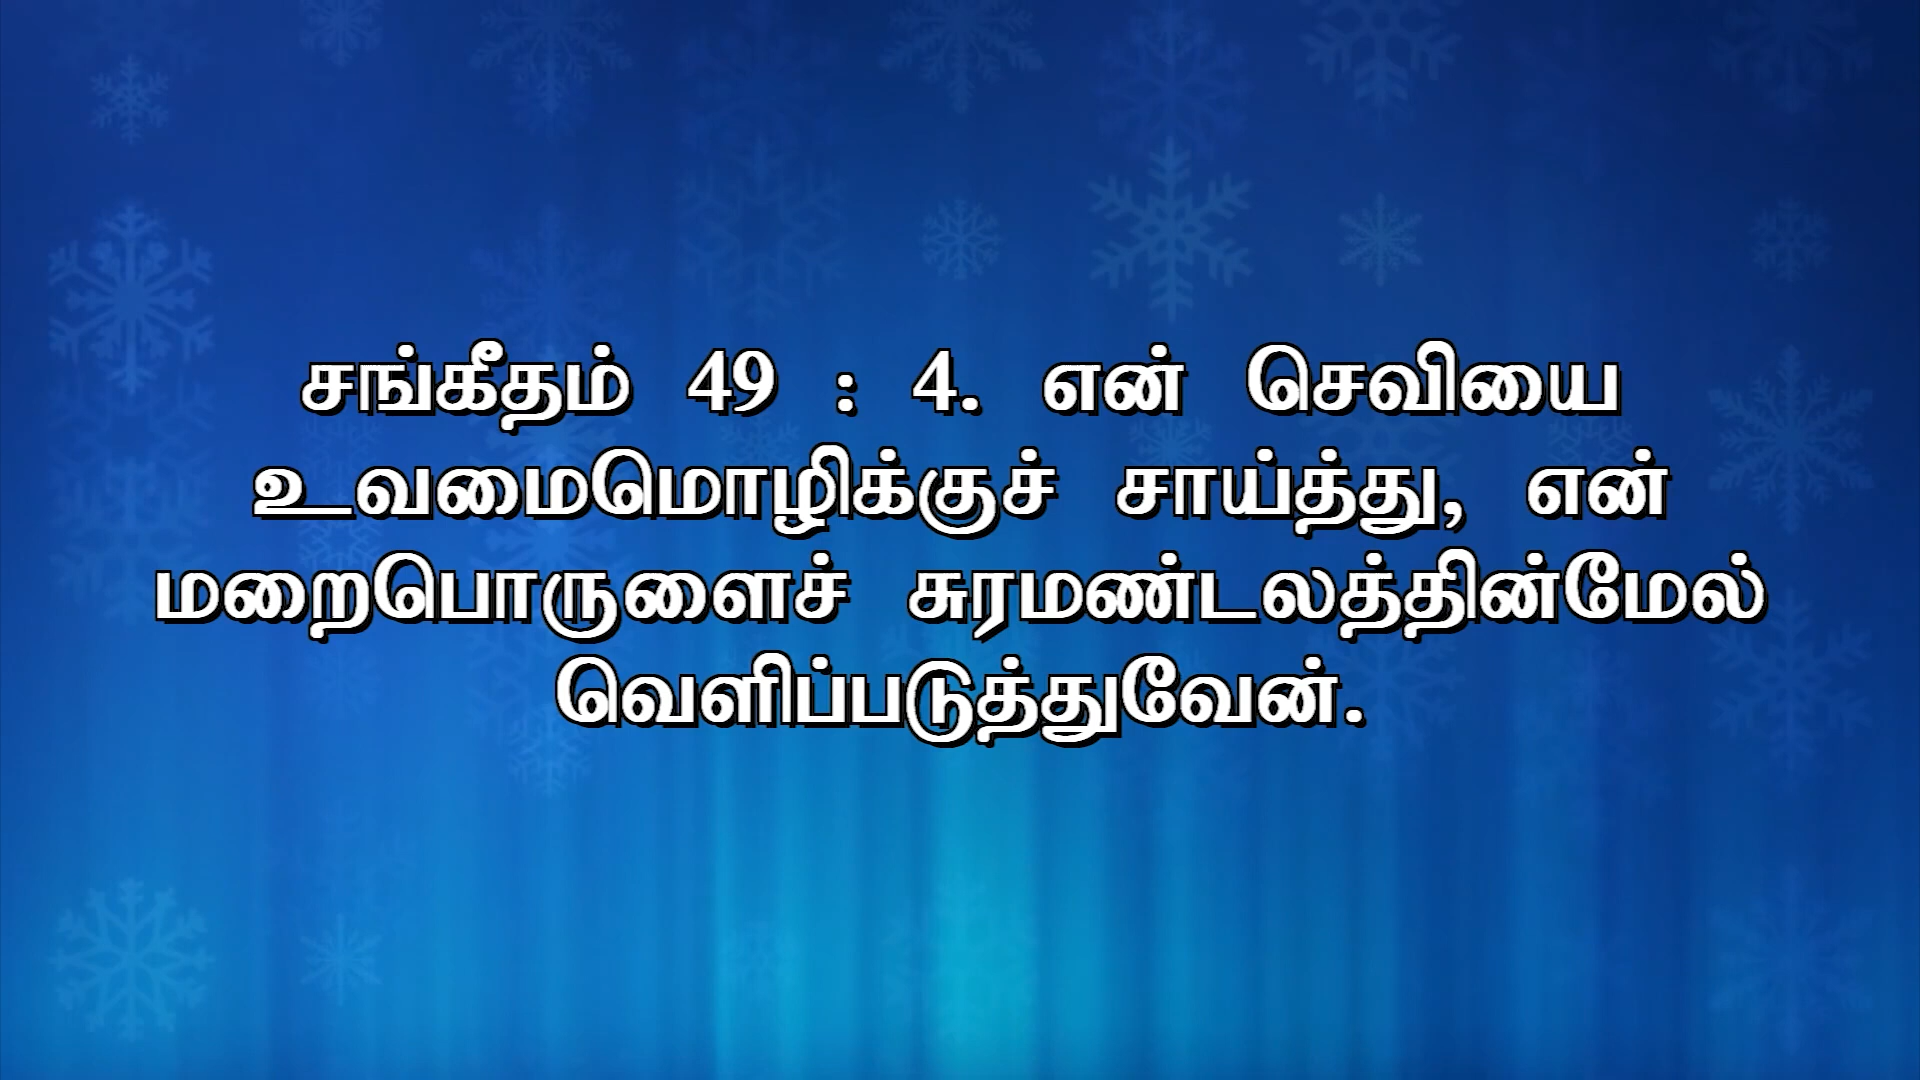 சங்கீதம் 49 : 4. என் செவியை
உவமைமொழிக்குச் சாய்த்து, என்
மறைபொருளைச் சுரமண்டலத்தின்மேல்
வெளிப்படுத்துவேன்.